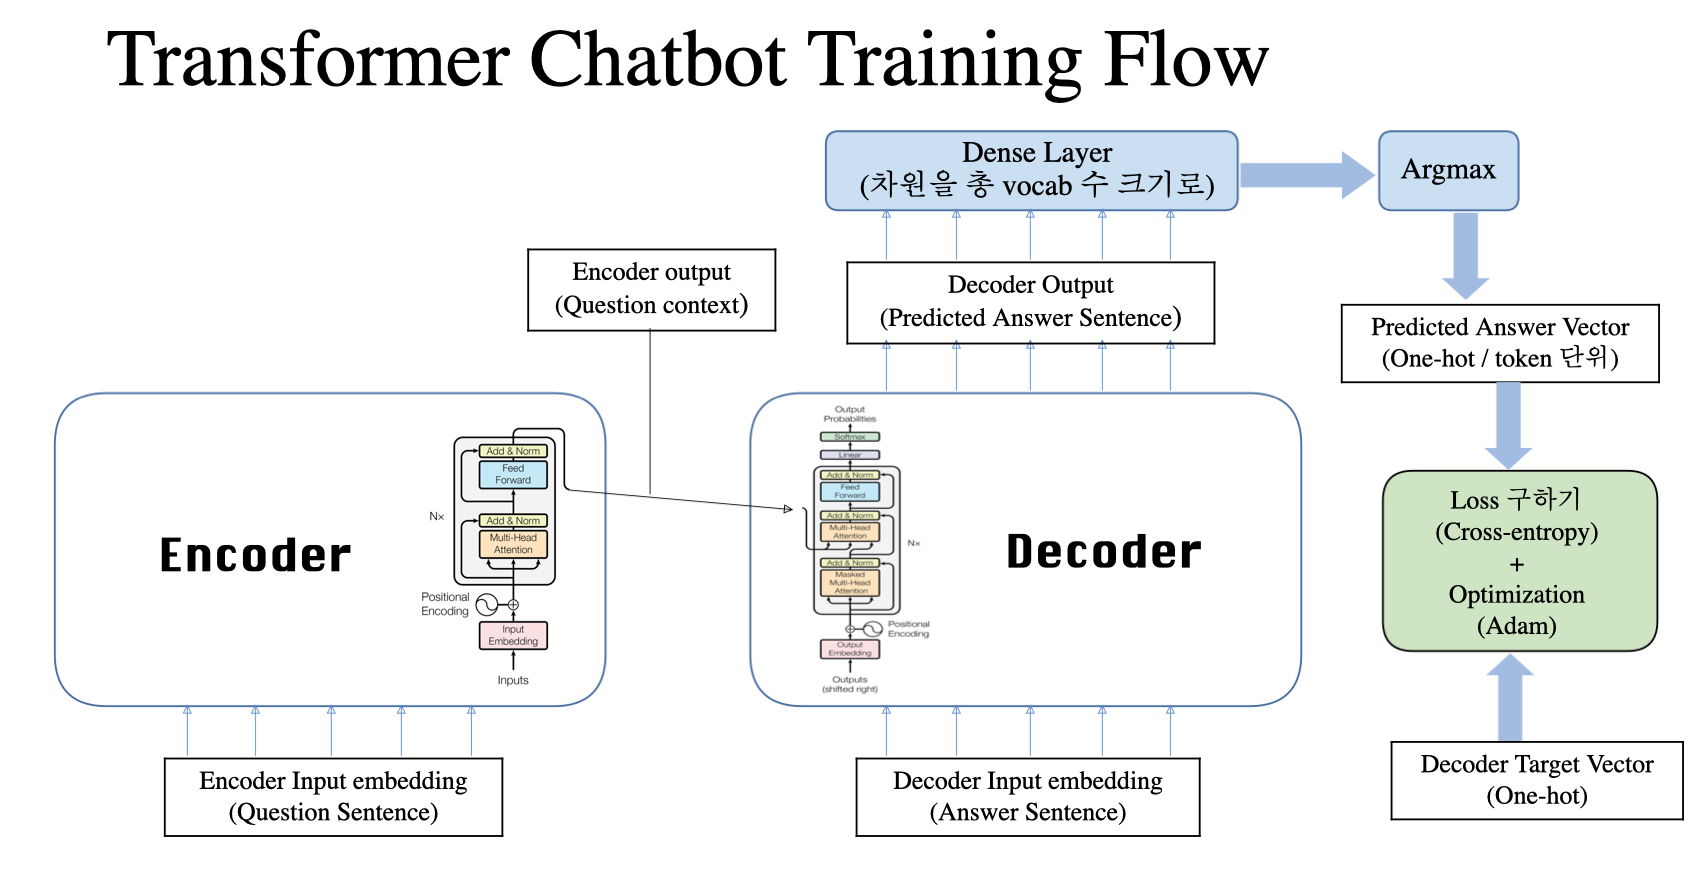 Transformer Chatbot Training Flow
Dense Layer
(차원을 총 vocab 수 크기로)
Argmax
Encoder output
(Question context)
Decoder Output
(Predicted Answer Sentence)
Predicted Answer Vector
(One-hot / token 단위)
Encoder
Add & Norm
Feed
Forward
N×
Add & Norm
Multi-Head
Attention
Positional
Encoding
Input
Embedding
Inputs
Decoder
Output
Probabilities
Softmax
Linear
Add & Norm
Feed
Forward
Add & Norm
Multi-Head
Attention
N×
Add & Norm
Masked
Multi-Head
Attention
Positional
Encoding
Output
Embedding
Outputs
(shifted right)
Loss 구하기
(Cross-entropy)
+
Optimization
(Adam)
Encoder Input embedding
(Question Sentence)
Decoder Input embedding
(Answer Sentence)
Decoder Target Vector
(One-hot)